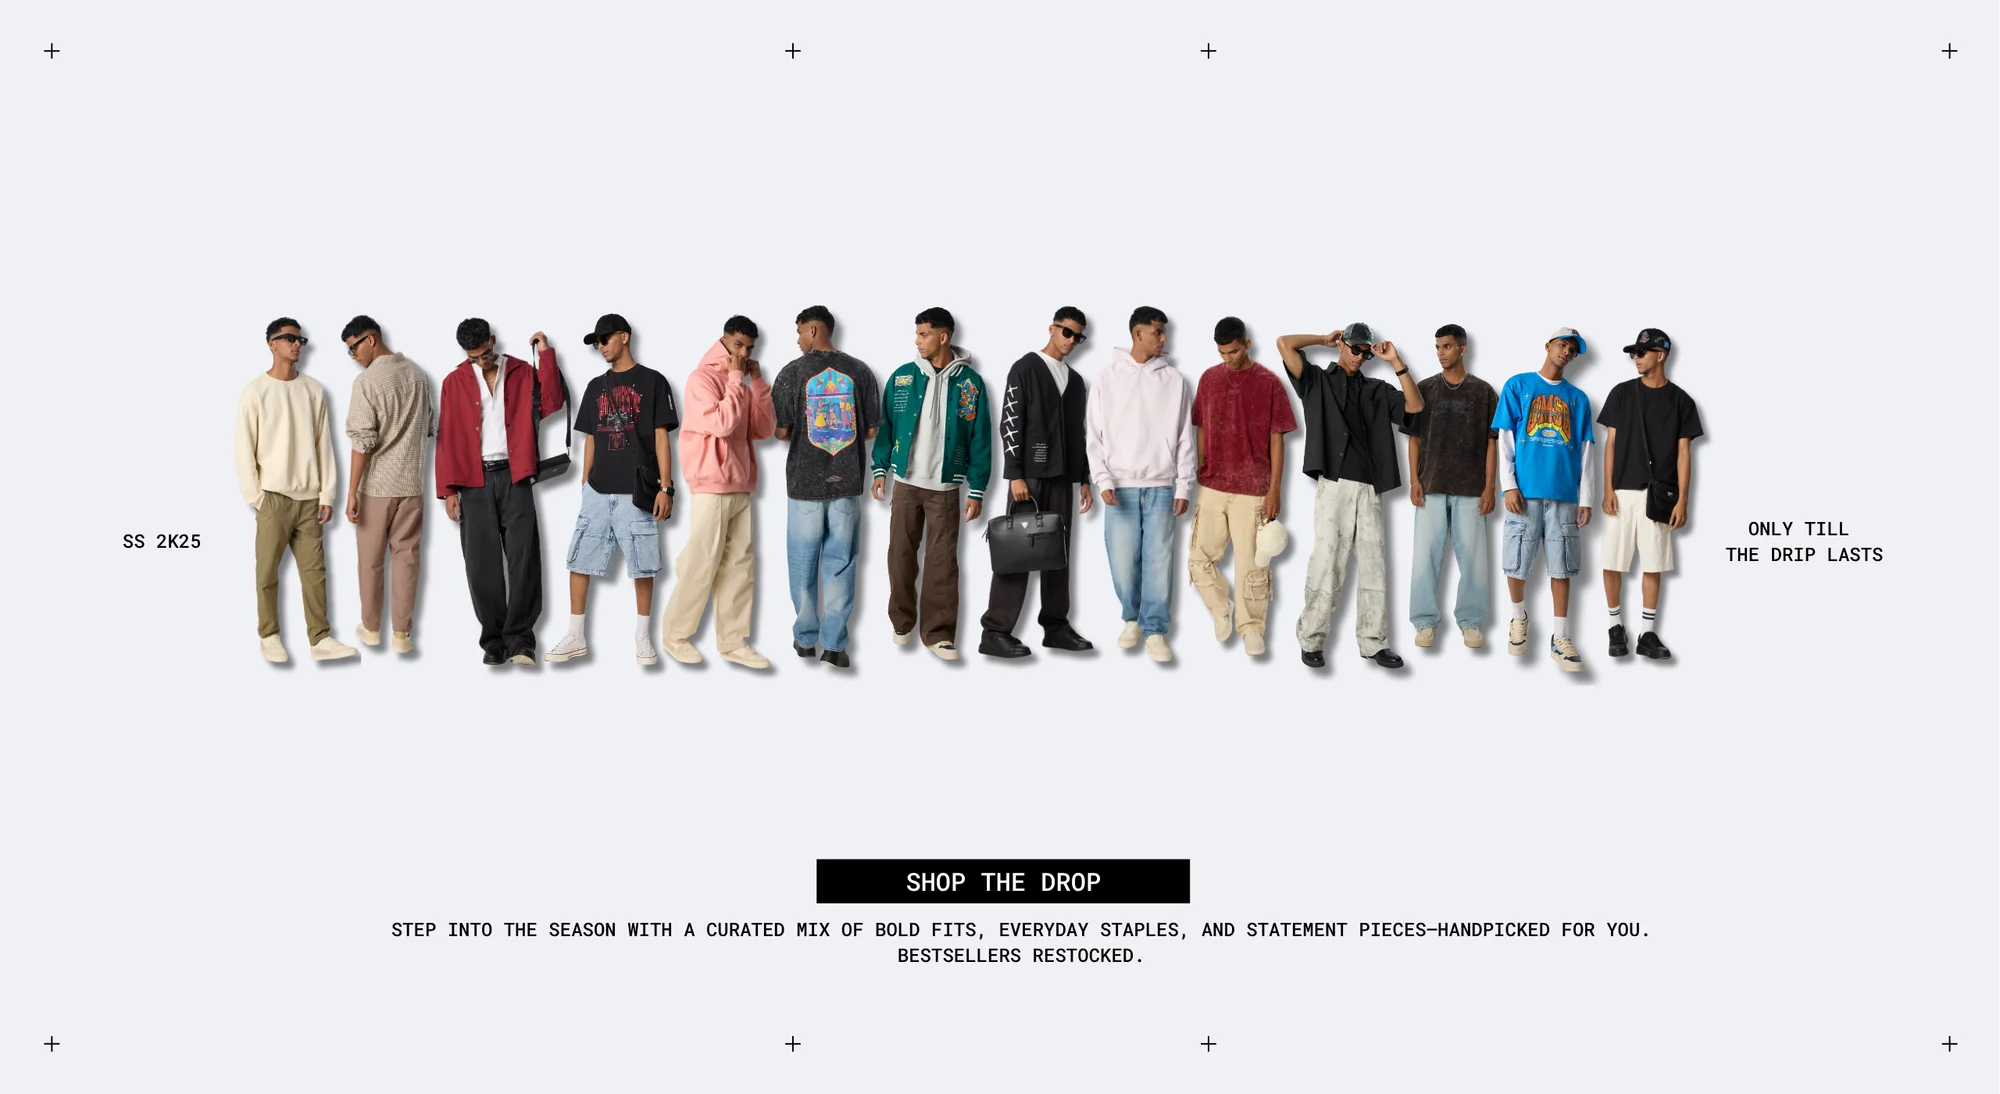 SS 2K25
ONLY TILL
THE DRIP LASTS
SHOP THE DROP
STEP INTO THE SEASON WITH A CURATED MIX OF BOLD FITS, EVERYDAY STAPLES, AND STATEMENT PIECES—HANDPICKED FOR YOU.
BESTSELLERS RESTOCKED.